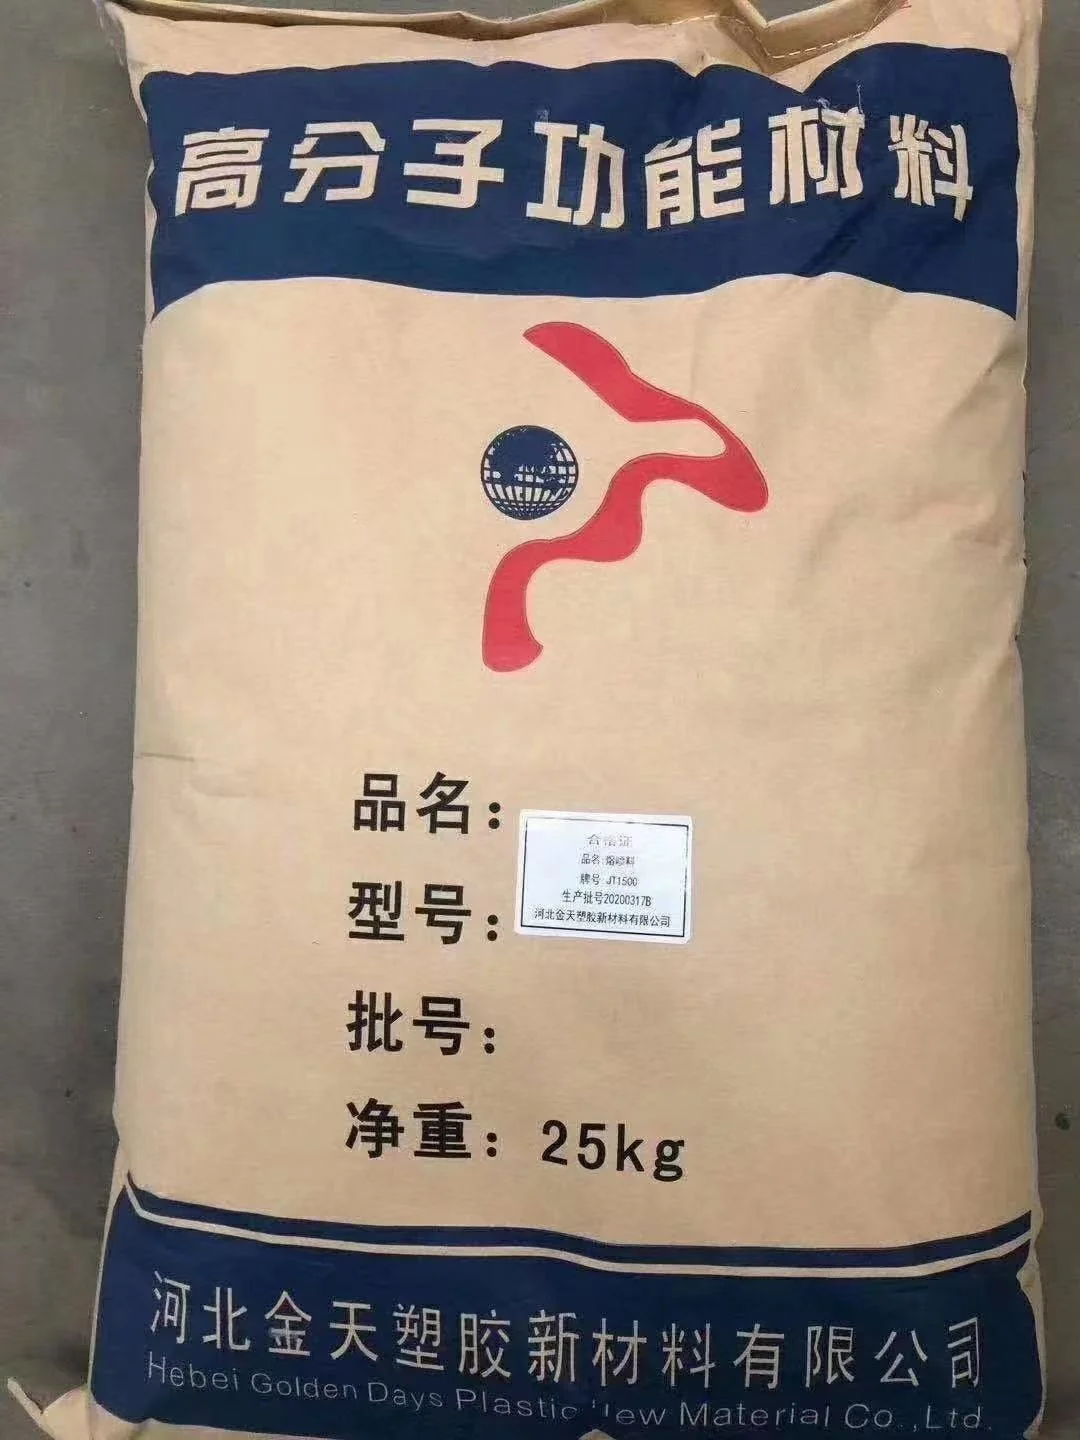 高分子功能材料
品名：
合格证
品名:熔喷料
牌号:JT1500
生产批号20200317B
河北金天塑胶新材料有限公司
型号：
批号：
净重：25kg
河北金天塑胶新材料有限公司
Hebei Golden Days Plastic New Material Co.,Ltd.